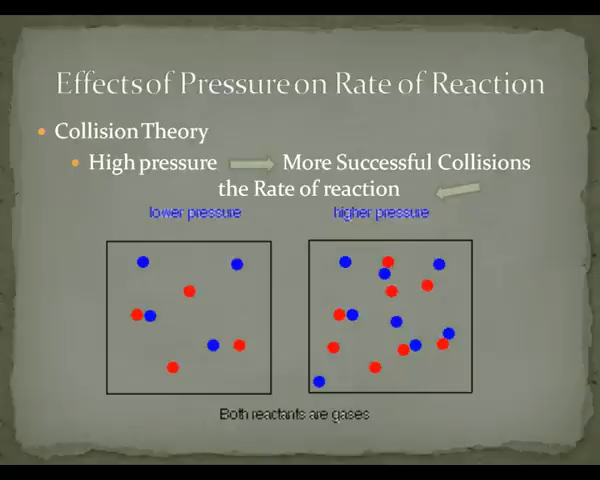 Effects of Pressure on Rate of Reaction
Collision Theory
High pressure More Successful Collisions
the Rate of reaction
lower pressure higher pressure
Both reactants are gases